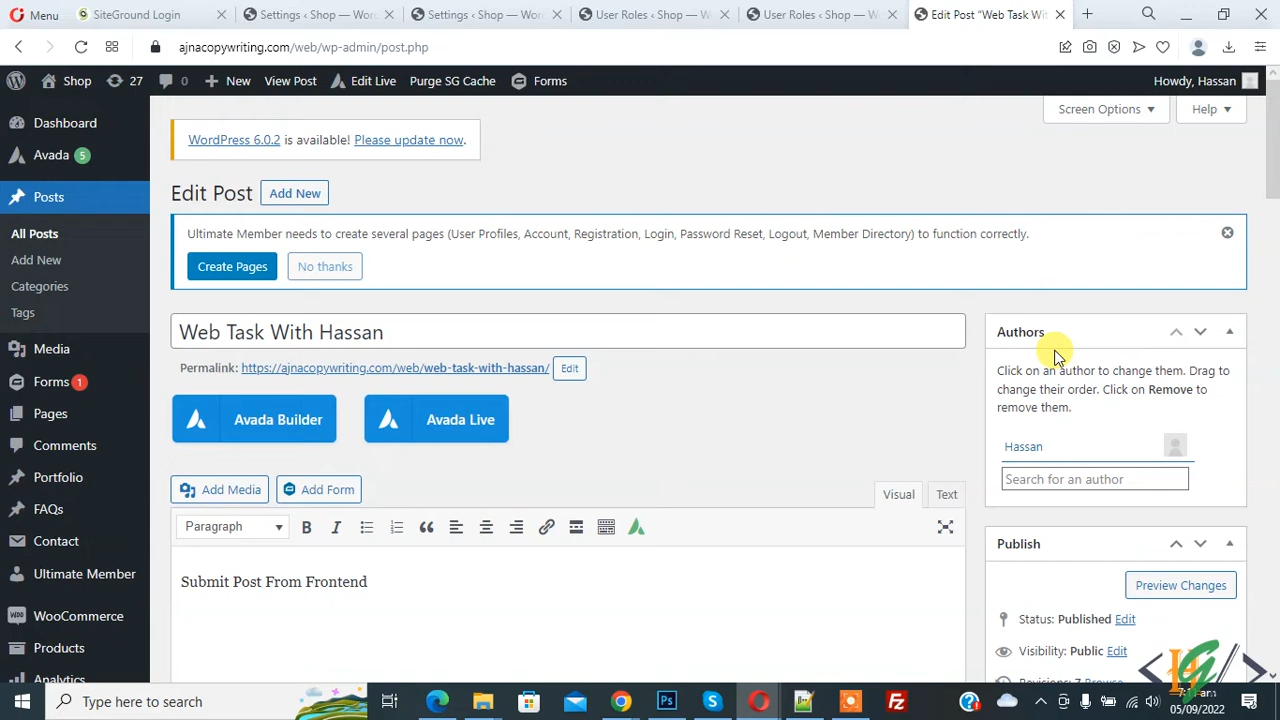 Menu
SiteGround Login
Settings ‹ Shop — Wor
Settings ‹ Shop — Wor
User Roles ‹ Shop — W
User Roles ‹ Shop — W
Edit Post "Web Task Wit
ajnacopywriting.com/web/wp-admin/post.php
Shop
27
0
New
View Post
Edit Live
Purge SG Cache
Forms
Howdy, Hassan
Dashboard
Avada 5
Posts
All Posts
Add New
Categories
Tags
Media
Forms 1
Pages
Comments
Portfolio
FAQs
Contact
Ultimate Member
WooCommerce
Products
Analytics
Screen Options
Help
WordPress 6.0.2 is available! Please update now.
Edit Post
Add New
Ultimate Member needs to create several pages (User Profiles, Account, Registration, Login, Password Reset, Logout, Member Directory) to function correctly.
Create Pages
No thanks
Web Task With Hassan
Permalink: https://ajnacopywriting.com/web/web-task-with-hassan/
Edit
Avada Builder
Avada Live
Add Media
Add Form
Visual
Text
Paragraph
B
I
Submit Post From Frontend
Authors
Click on an author to change them. Drag to
change their order. Click on Remove to
remove them.
Hassan
Search for an author
Publish
Preview Changes
Status: Published Edit
Visibility: Public Edit
Type here to search
05/09/2022